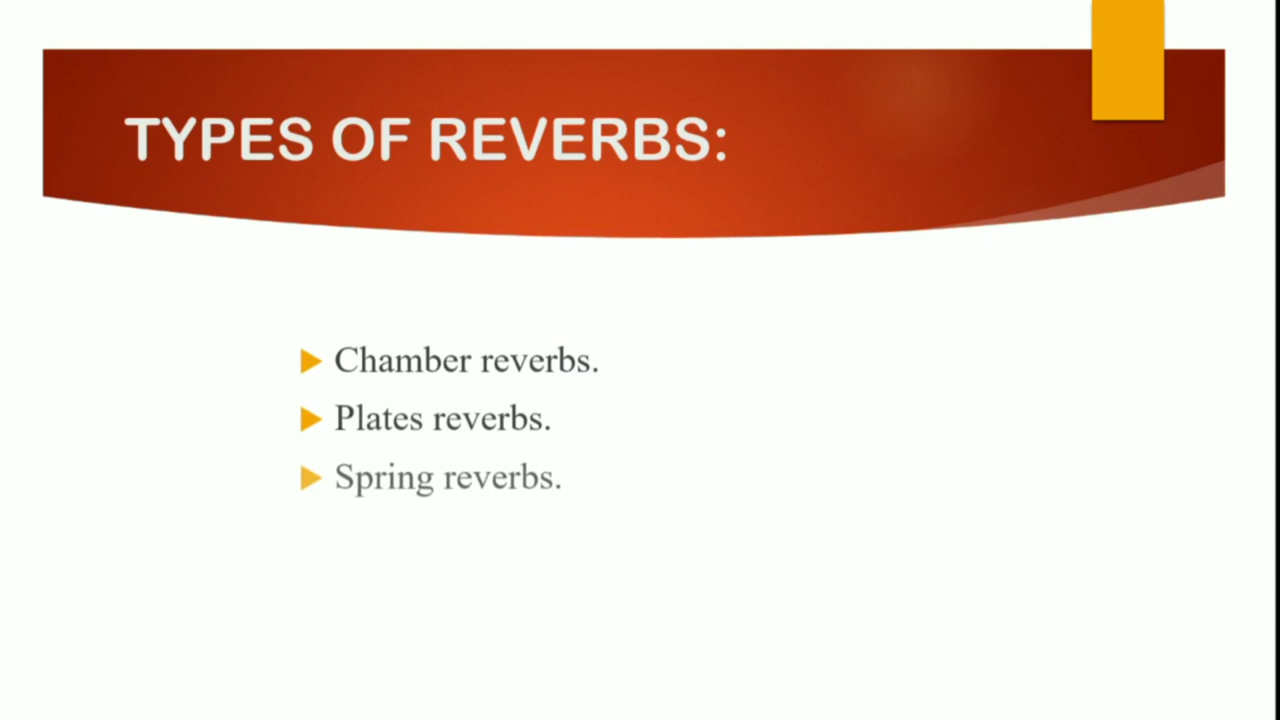 TYPES OF REVERBS:
Chamber reverbs.
Plates reverbs.
Spring reverbs.